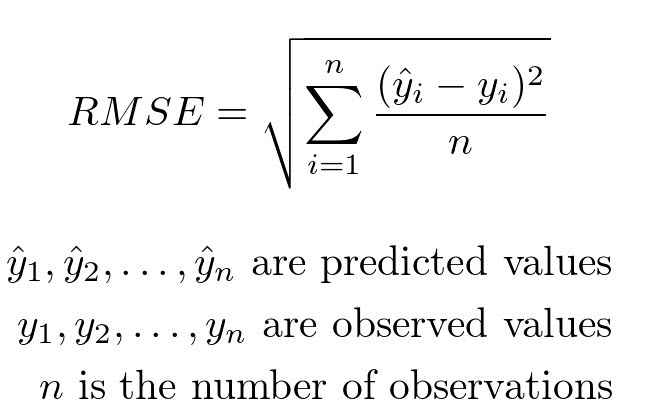 $RMSE = \sqrt{\sum_{i=1}^{n} \frac{(\hat{y}_i - y_i)^2}{n}}$
$\hat{y}_1, \hat{y}_2, \ldots, \hat{y}_n$ are predicted values
$y_1, y_2, \ldots, y_n$ are observed values
$n$ is the number of observations